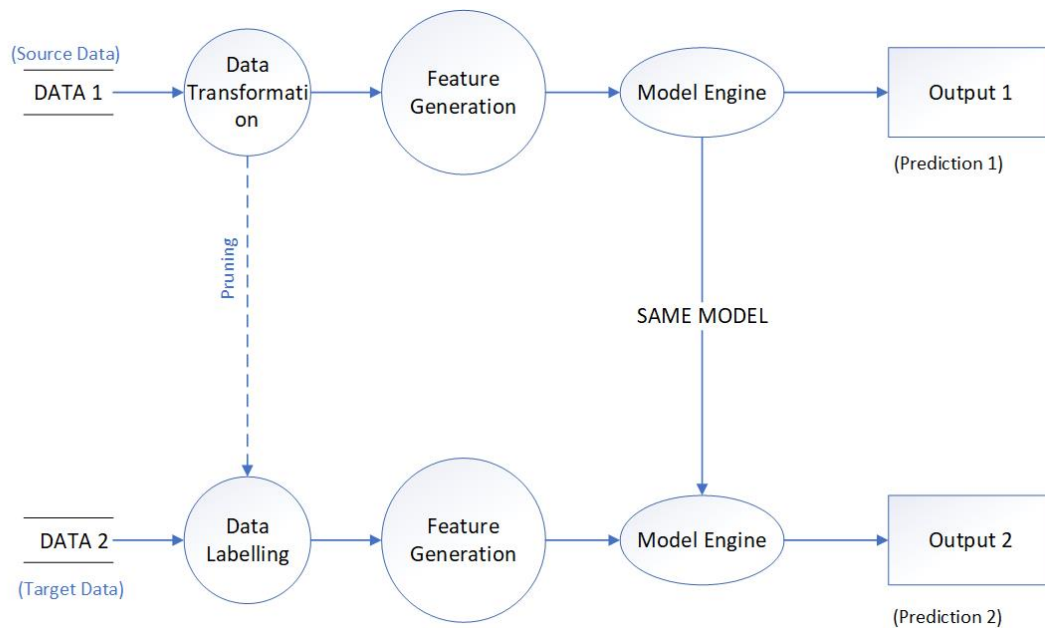 (Source Data)
DATA 1
Data
Transformati
on
Feature
Generation
Model Engine
Output 1
(Prediction 1)
Pruning
SAME MODEL
DATA 2
(Target Data)
Data
Labelling
Feature
Generation
Model Engine
Output 2
(Prediction 2)